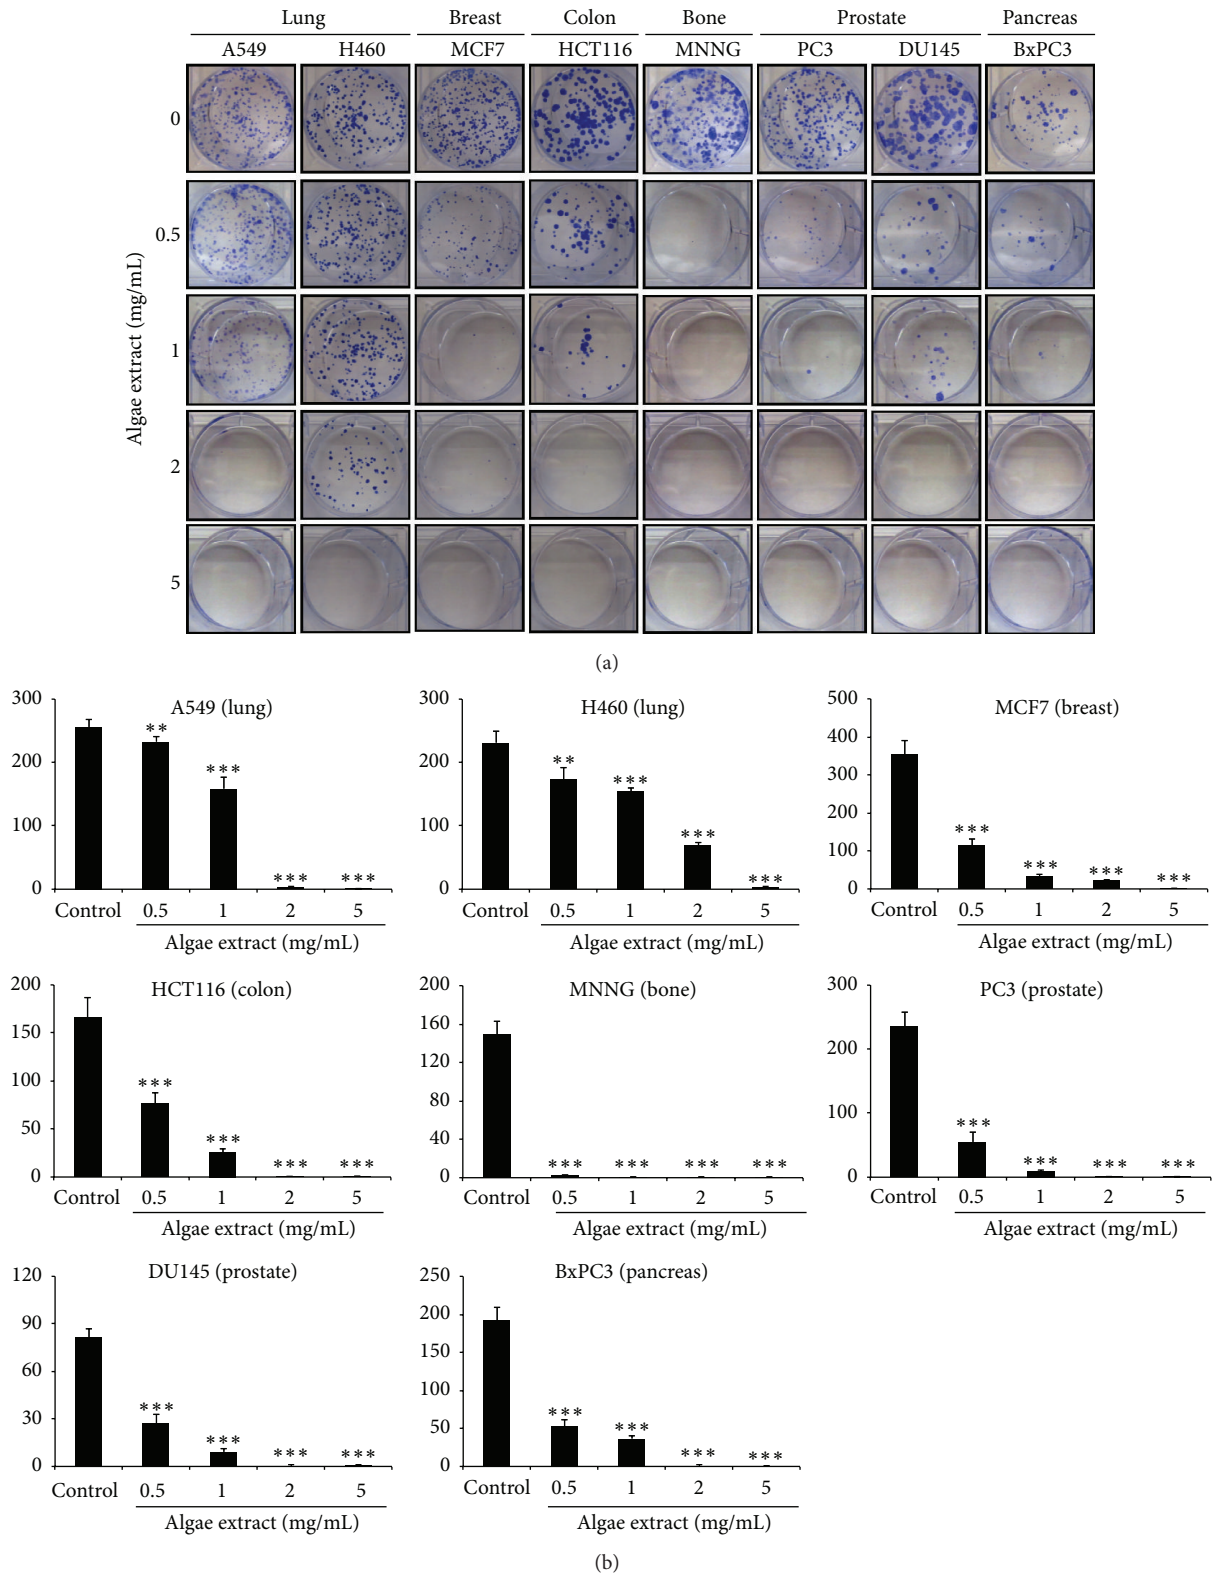 Lung Breast Colon Bone Prostate Pancreas
A549 H460 MCF7 HCT116 MNNG PC3 DU145 BxPC3
0
0.5
1
2
5
Algae extract (mg/mL)
(a)
A549 (lung)
300
200
100
0
** *** *** ***
Control 0.5 1 2 5
Algae extract (mg/mL)
H460 (lung)
300
200
100
0
** *** *** ***
Control 0.5 1 2 5
Algae extract (mg/mL)
MCF7 (breast)
500
400
300
200
100
0
*** *** *** ***
Control 0.5 1 2 5
Algae extract (mg/mL)
HCT116 (colon)
200
150
100
50
0
*** *** *** ***
Control 0.5 1 2 5
Algae extract (mg/mL)
MNNG (bone)
200
160
120
80
40
0
*** *** *** ***
Control 0.5 1 2 5
Algae extract (mg/mL)
PC3 (prostate)
300
200
100
0
*** *** *** ***
Control 0.5 1 2 5
Algae extract (mg/mL)
DU145 (prostate)
120
90
60
30
0
*** *** *** ***
Control 0.5 1 2 5
Algae extract (mg/mL)
BxPC3 (pancreas)
250
200
150
100
50
0
*** *** *** ***
Control 0.5 1 2 5
Algae extract (mg/mL)
(b)